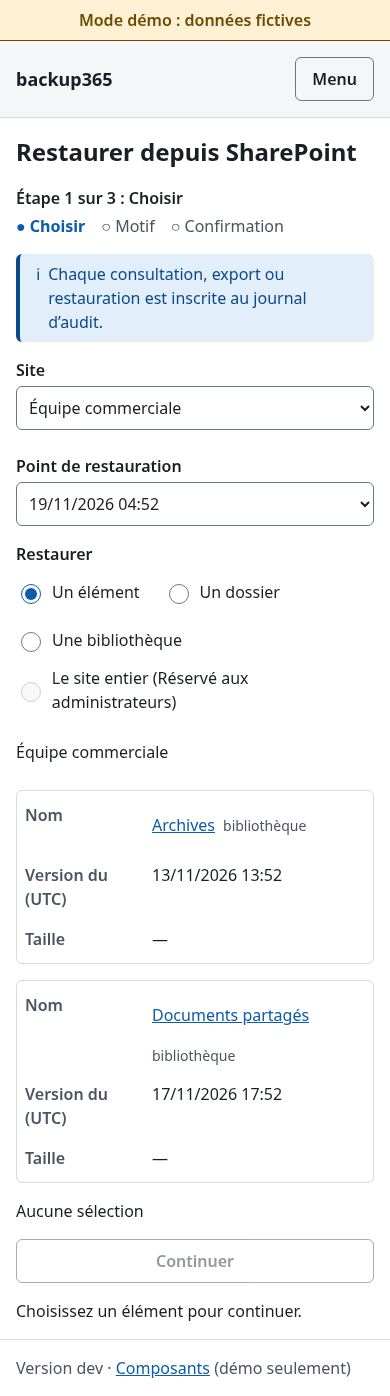 Mode démo : données fictives
backup365
Menu
Restaurer depuis SharePoint
Étape 1 sur 3 : Choisir
● Choisir ○ Motif ○ Confirmation
i Chaque consultation, export ou
restauration est inscrite au journal
d’audit.
Site
Équipe commerciale
Point de restauration
19/11/2026 04:52
Restaurer
Un élément Un dossier
Une bibliothèque
Le site entier (Réservé aux
administrateurs)
Équipe commerciale
Nom Archives bibliothèque
Version du 13/11/2026 13:52
(UTC)
Taille —
Nom Documents partagés
bibliothèque
Version du 17/11/2026 17:52
(UTC)
Taille —
Aucune sélection
Continuer
Choisissez un élément pour continuer.
Version dev · Composants (démo seulement)